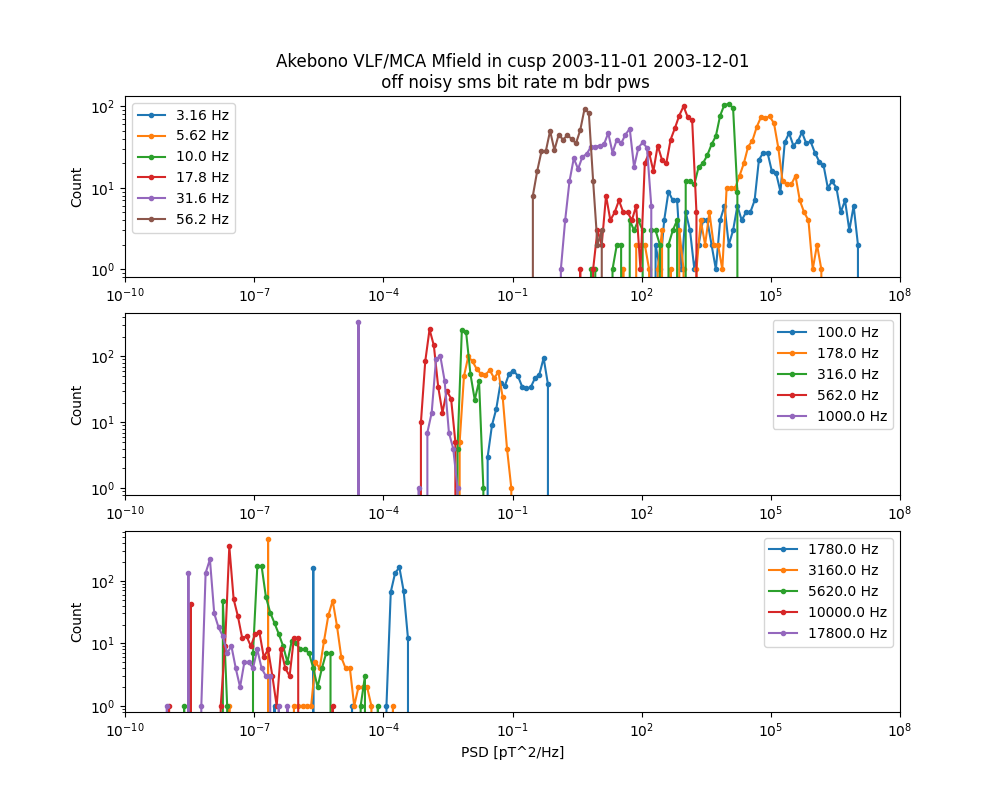 Akebono VLF/MCA Mfield in cusp 2003-11-01 2003-12-01
off noisy sms bit rate m bdr pws
10^2
10^1
10^0
Count
3.16 Hz
5.62 Hz
10.0 Hz
17.8 Hz
31.6 Hz
56.2 Hz
10^-10 10^-7 10^-4 10^-1 10^2 10^5 10^8
10^2
10^1
10^0
Count
100.0 Hz
178.0 Hz
316.0 Hz
562.0 Hz
1000.0 Hz
10^-10 10^-7 10^-4 10^-1 10^2 10^5 10^8
10^2
10^1
10^0
Count
1780.0 Hz
3160.0 Hz
5620.0 Hz
10000.0 Hz
17800.0 Hz
10^-10 10^-7 10^-4 10^-1 10^2 10^5 10^8
PSD [pT^2/Hz]